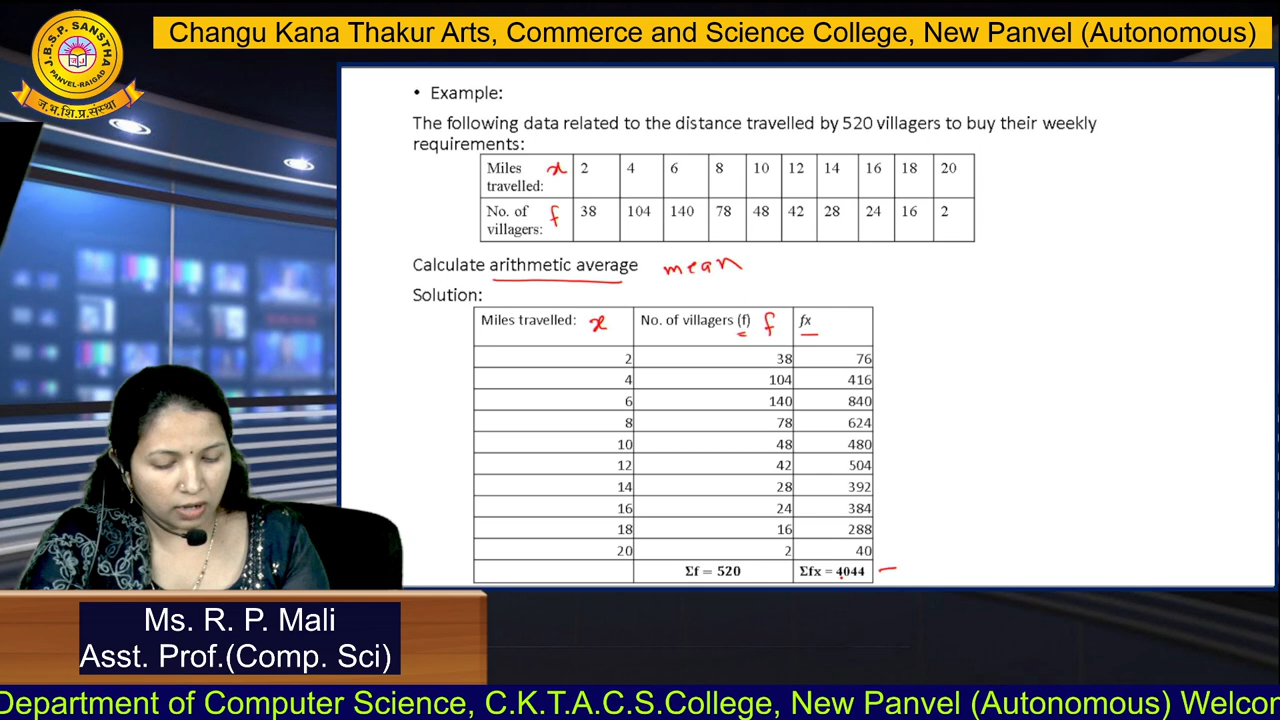 J.B.S.P. SANSTHA
PANVEL-RAIGAD
ज.भ.शि.प्र.संस्था
Changu Kana Thakur Arts, Commerce and Science College, New Panvel (Autonomous)
• Example:
The following data related to the distance travelled by 520 villagers to buy their weekly
requirements:
Miles x 2 4 6 8 10 12 14 16 18 20
travelled:
No. of f 38 104 140 78 48 42 28 24 16 2
villagers:
Calculate arithmetic average mean
Solution:
Miles travelled: x No. of villagers (f) f fx
2 38 76
4 104 416
6 140 840
8 78 624
10 48 480
12 42 504
14 28 392
16 24 384
18 16 288
20 2 40
Σf = 520 Σfx = 4044
Ms. R. P. Mali
Asst. Prof.(Comp. Sci)
Department of Computer Science, C.K.T.A.C.S.College, New Panvel (Autonomous) Welcor